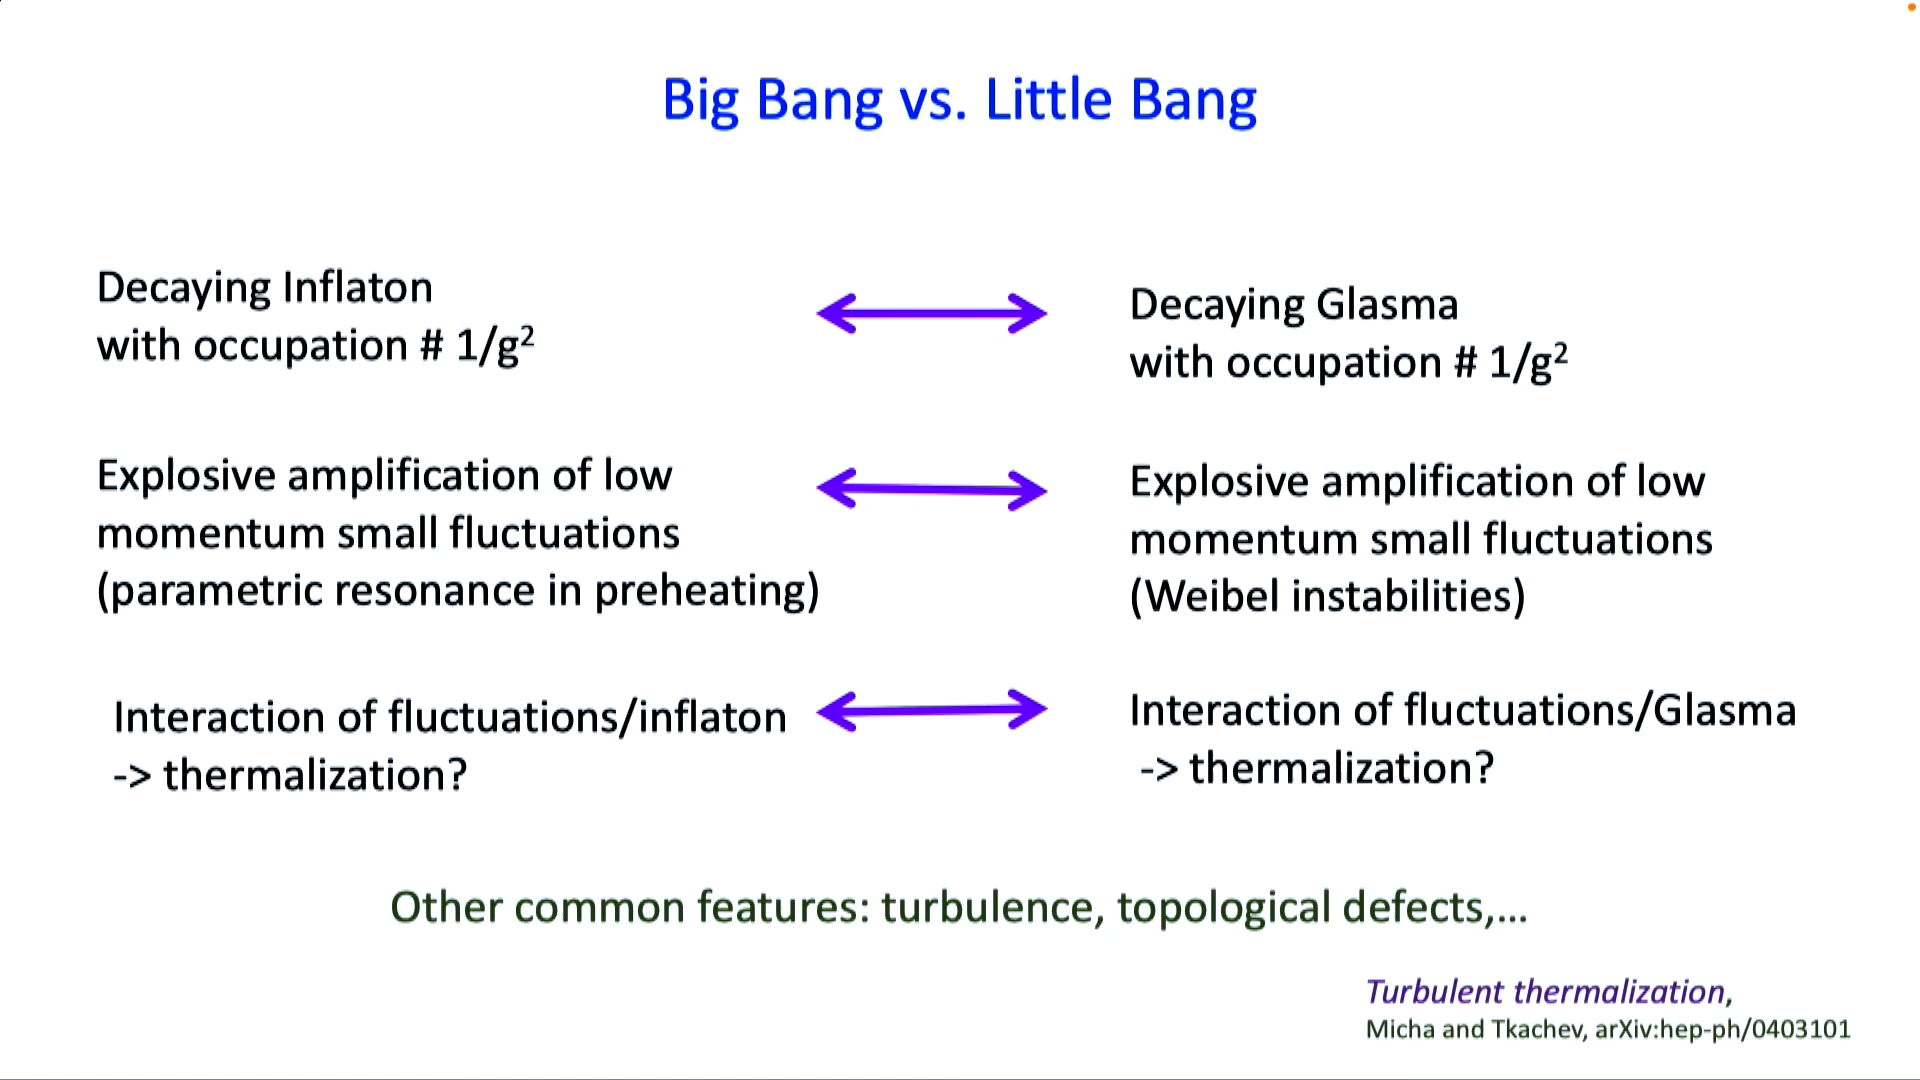 Big Bang vs. Little Bang
Decaying Inflaton
with occupation # 1/g²
Decaying Glasma
with occupation # 1/g²
Explosive amplification of low
momentum small fluctuations
(parametric resonance in preheating)
Explosive amplification of low
momentum small fluctuations
(Weibel instabilities)
Interaction of fluctuations/inflaton
-> thermalization?
Interaction of fluctuations/Glasma
-> thermalization?
Other common features: turbulence, topological defects,...
Turbulent thermalization,
Micha and Tkachev, arXiv:hep-ph/0403101